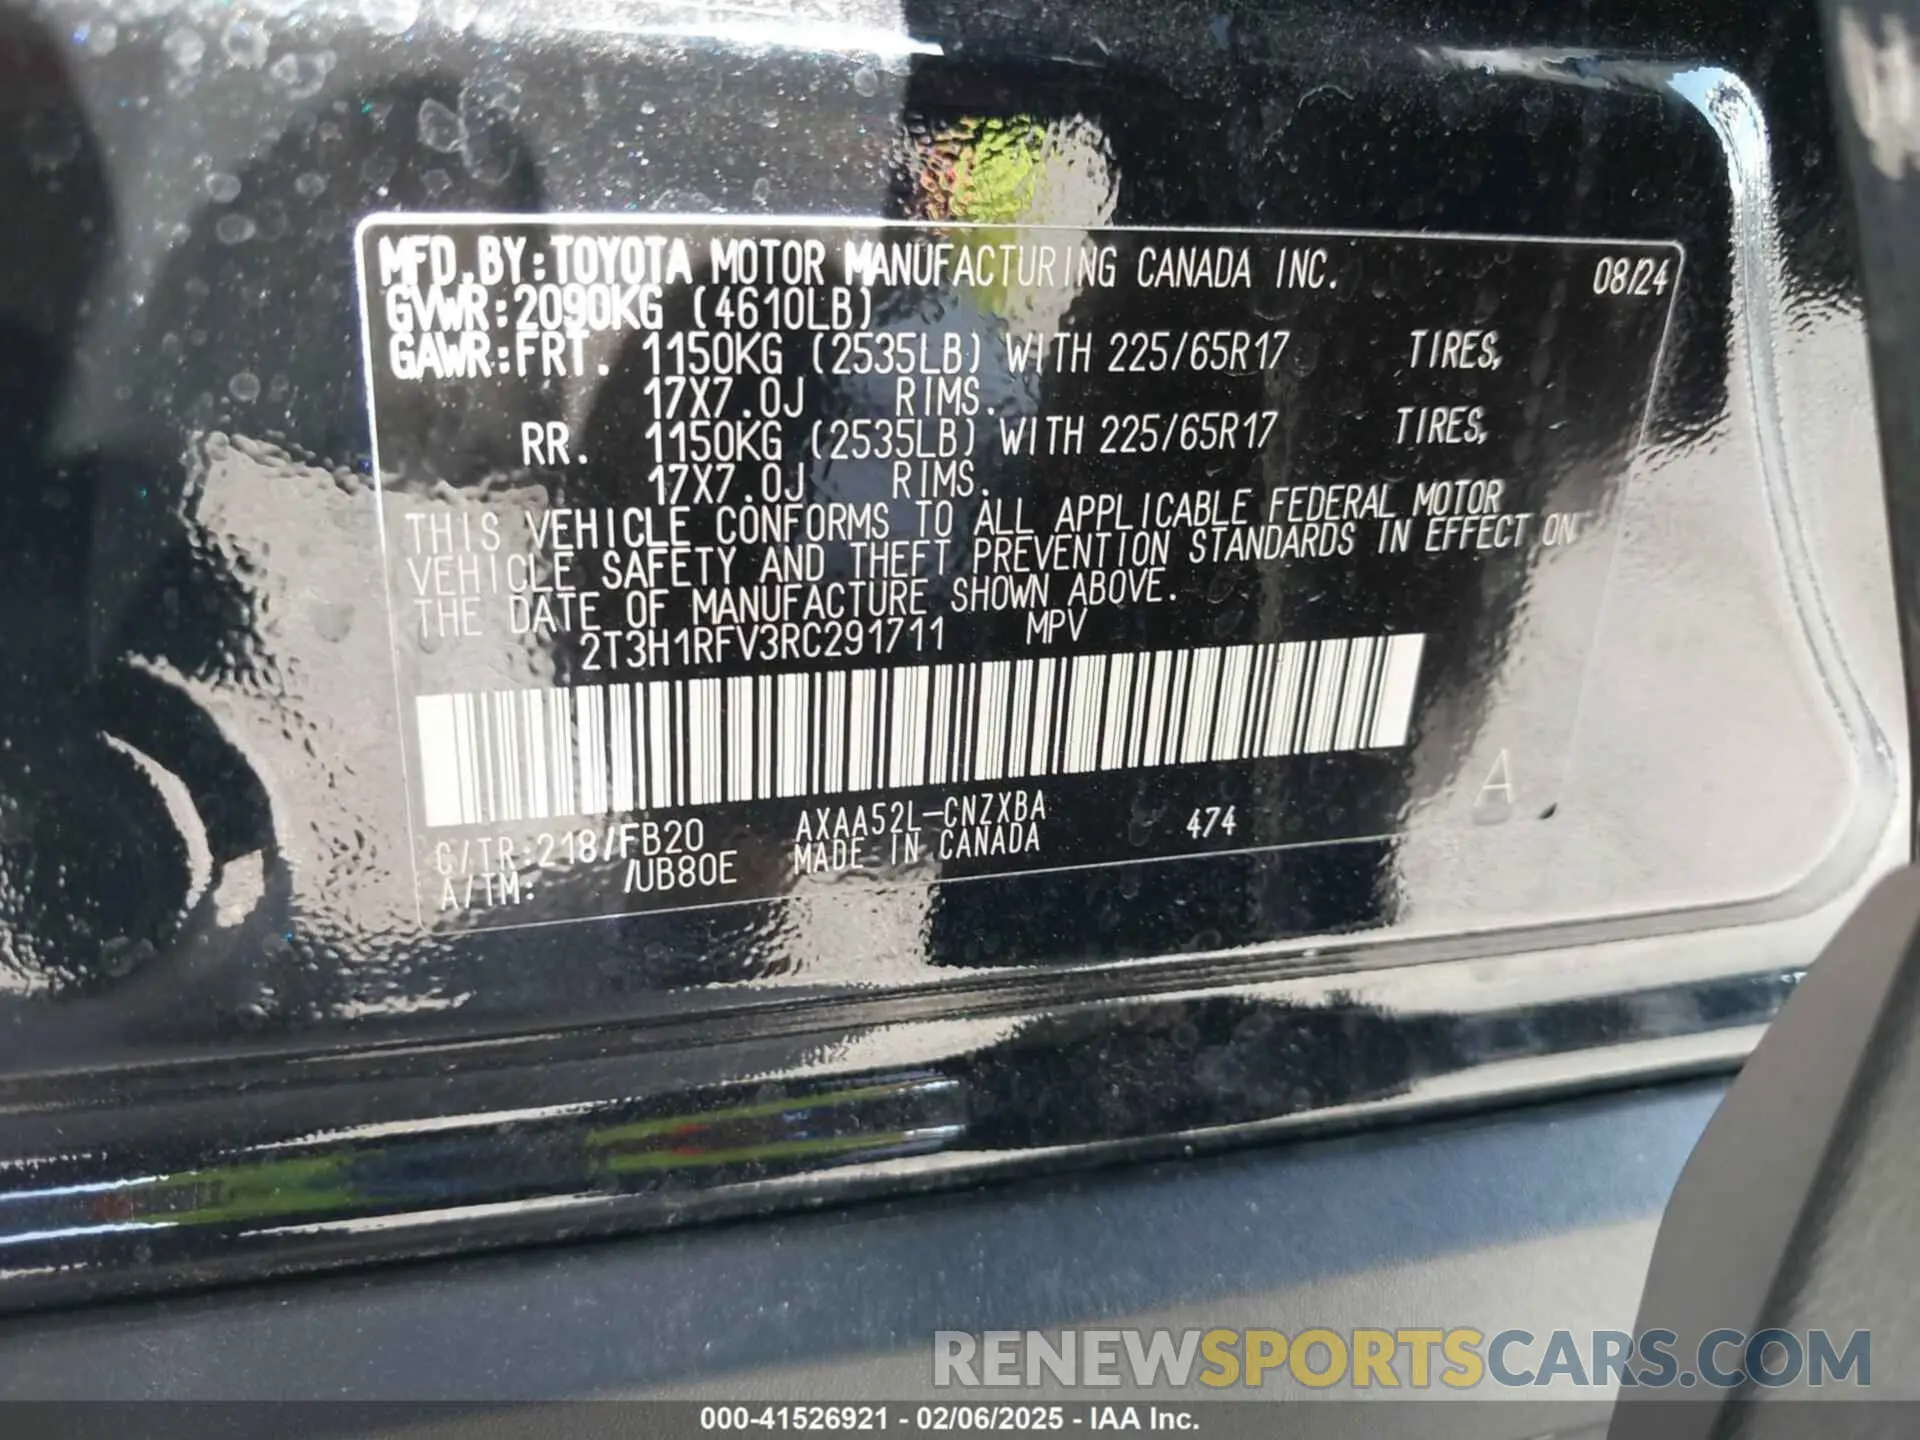 MFD.BY:TOYOTA MOTOR MANUFACTURING CANADA INC. 08/24
GVWR:2090KG (4610LB)
GAWR:FRT. 1150KG (2535LB) WITH 225/65R17 TIRES,
17X7.0J RIMS.
RR. 1150KG (2535LB) WITH 225/65R17 TIRES,
17X7.0J RIMS.
THIS VEHICLE CONFORMS TO ALL APPLICABLE FEDERAL MOTOR
VEHICLE SAFETY AND THEFT PREVENTION STANDARDS IN EFFECT ON
THE DATE OF MANUFACTURE SHOWN ABOVE.
2T3H1RFV3RC291711 MPV
C/TR:218/FB20 AXAA52L-CNZXBA 474 A
A/TM: /UB80E MADE IN CANADA
RENEWSPORTSCARS.COM
000-41526921 - 02/06/2025 - IAA Inc.